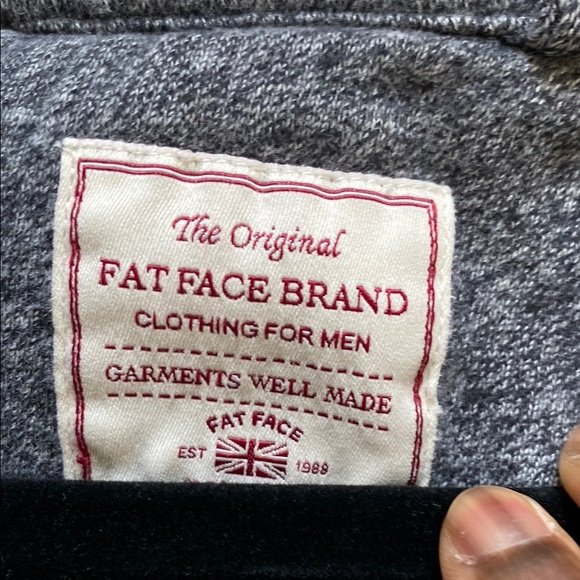 The Original
FAT FACE BRAND
CLOTHING FOR MEN
GARMENTS WELL MADE
FAT FACE
EST 1988